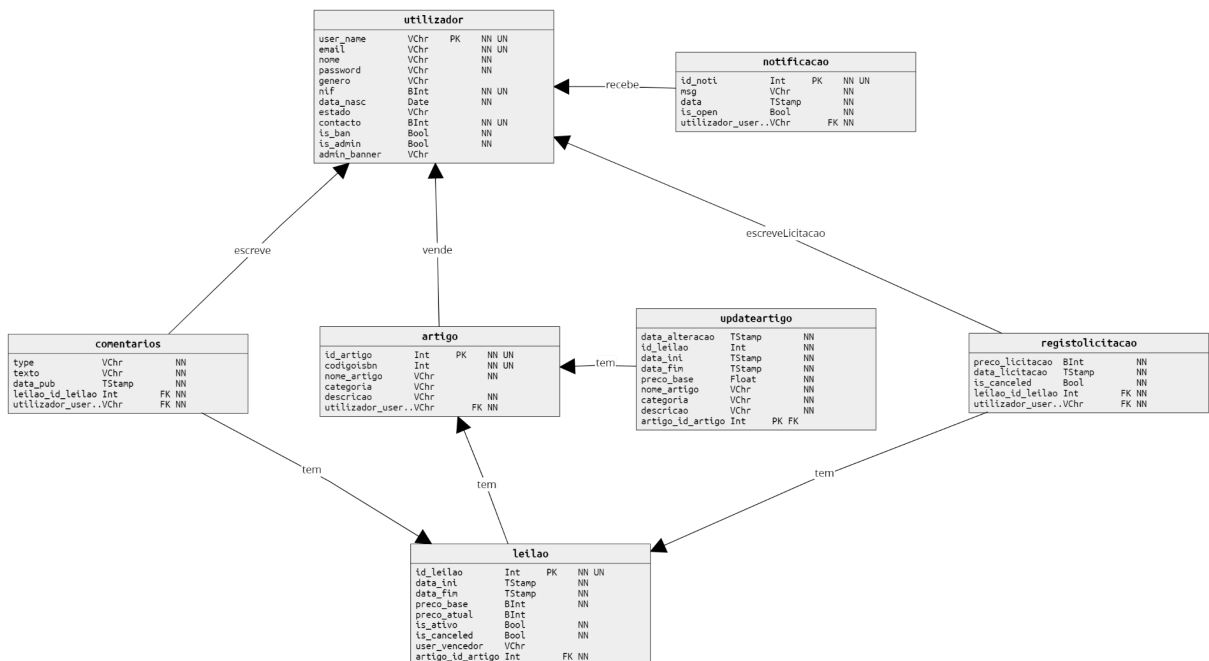 utilizador
user_name VChr PK NN UN
email VChr NN UN
nome VChr NN
password VChr NN
genero VChr
nif BInt NN UN
data_nasc Date NN
estado VChr
contacto BInt NN UN
is_ban Bool NN
is_admin Bool NN
admin_banner VChr
notificacao
id_noti Int PK NN UN
msg VChr NN
data TStamp NN
is_open Bool NN
utilizador_user..VChr FK NN
recebe
escreve
vende
escreveLicitacao
comentarios
type VChr NN
texto VChr NN
data_pub TStamp NN
leilao_id_leilao Int FK NN
utilizador_user..VChr FK NN
artigo
id_artigo Int PK NN UN
codigoisbn Int NN UN
nome_artigo VChr NN
categoria VChr
descricao VChr NN
utilizador_user..VChr FK NN
tem
updateartigo
data_alteracao TStamp NN
id_leilao Int NN
data_ini TStamp NN
data_fim TStamp NN
preco_base Float NN
nome_artigo VChr NN
categoria VChr NN
descricao VChr NN
artigo_id_artigo Int PK FK
registolicitacao
preco_licitacao BInt NN
data_licitacao TStamp NN
is_canceled Bool NN
leilao_id_leilao Int FK NN
utilizador_user..VChr FK NN
tem
tem
tem
leilao
id_leilao Int PK NN UN
data_ini TStamp NN
data_fim TStamp NN
preco_base BInt NN
preco_atual BInt
is_ativo Bool NN
is_canceled Bool NN
user_vencedor VChr
artigo_id_artigo Int FK NN